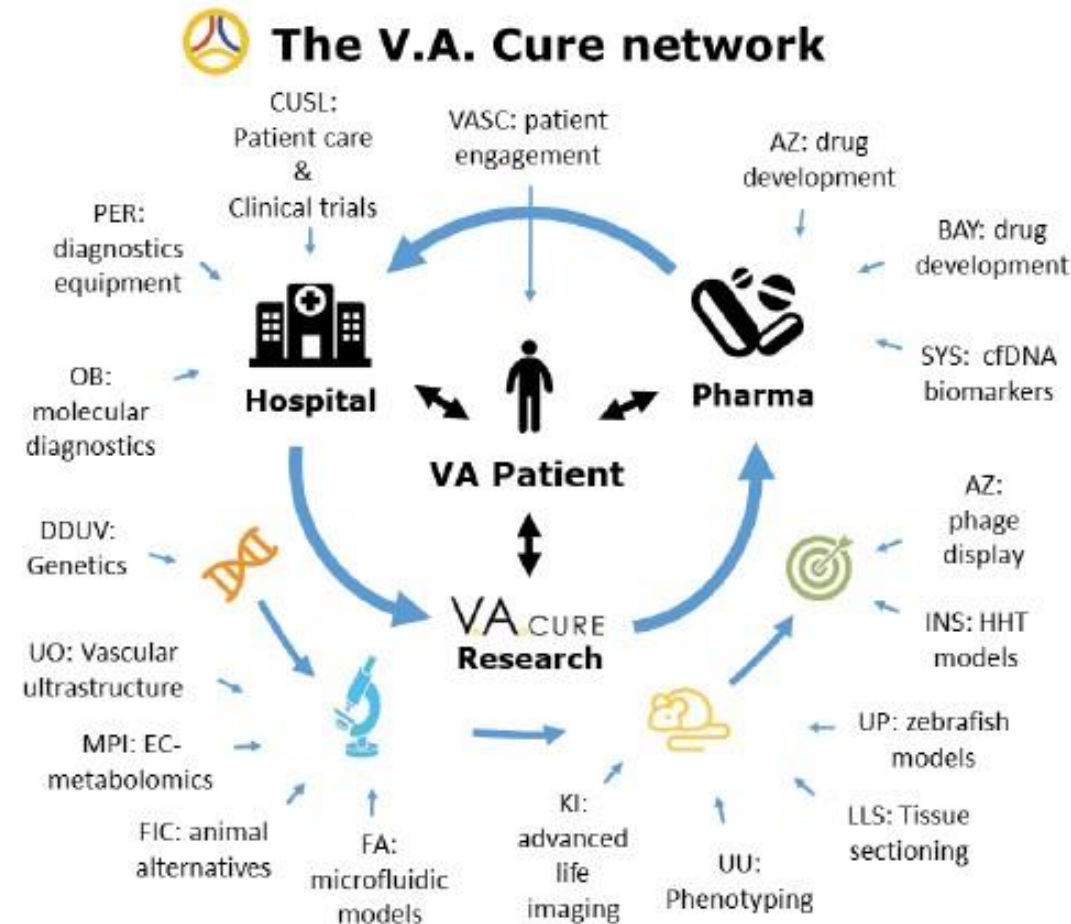 The V.A. Cure network
CUSL:
Patient care
&
Clinical trials
VASC: patient
engagement
AZ: drug
development
PER:
diagnostics
equipment
BAY: drug
development
OB:
molecular
diagnostics
Hospital
Pharma
SYS: cfDNA
biomarkers
VA Patient
DDUV:
Genetics
AZ:
phage
display
V.A. CURE
Research
INS: HHT
models
UO: Vascular
ultrastructure
MPI: EC-
metabolomics
UP: zebrafish
models
FIC: animal
alternatives
FA:
microfluidic
models
KI:
advanced
life
imaging
UU:
Phenotyping
LLS: Tissue
sectioning